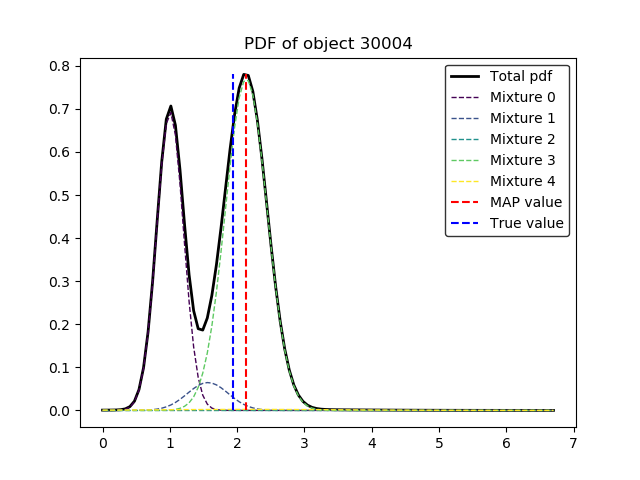 PDF of object 30004
0.8
0.7
0.6
0.5
0.4
0.3
0.2
0.1
0.0
0 1 2 3 4 5 6 7
Total pdf
Mixture 0
Mixture 1
Mixture 2
Mixture 3
Mixture 4
MAP value
True value